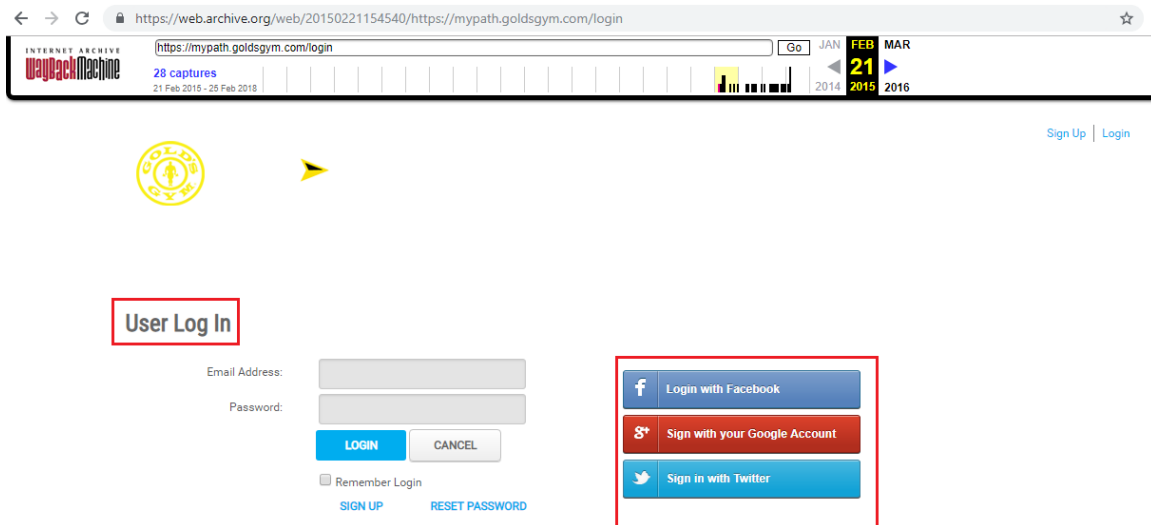 https://web.archive.org/web/20150221154540/https://mypath.goldsgym.com/login
INTERNET ARCHIVE
WayBackMachine
https://mypath.goldsgym.com/login
Go
JAN FEB MAR
28 captures
21
21 Feb 2015 - 25 Feb 2018
2014 2015 2016
Sign Up | Login
GOLD'S GYM
User Log In
Email Address:
Login with Facebook
Password:
g+ Sign with your Google Account
LOGIN CANCEL
Remember Login
Sign in with Twitter
SIGN UP RESET PASSWORD